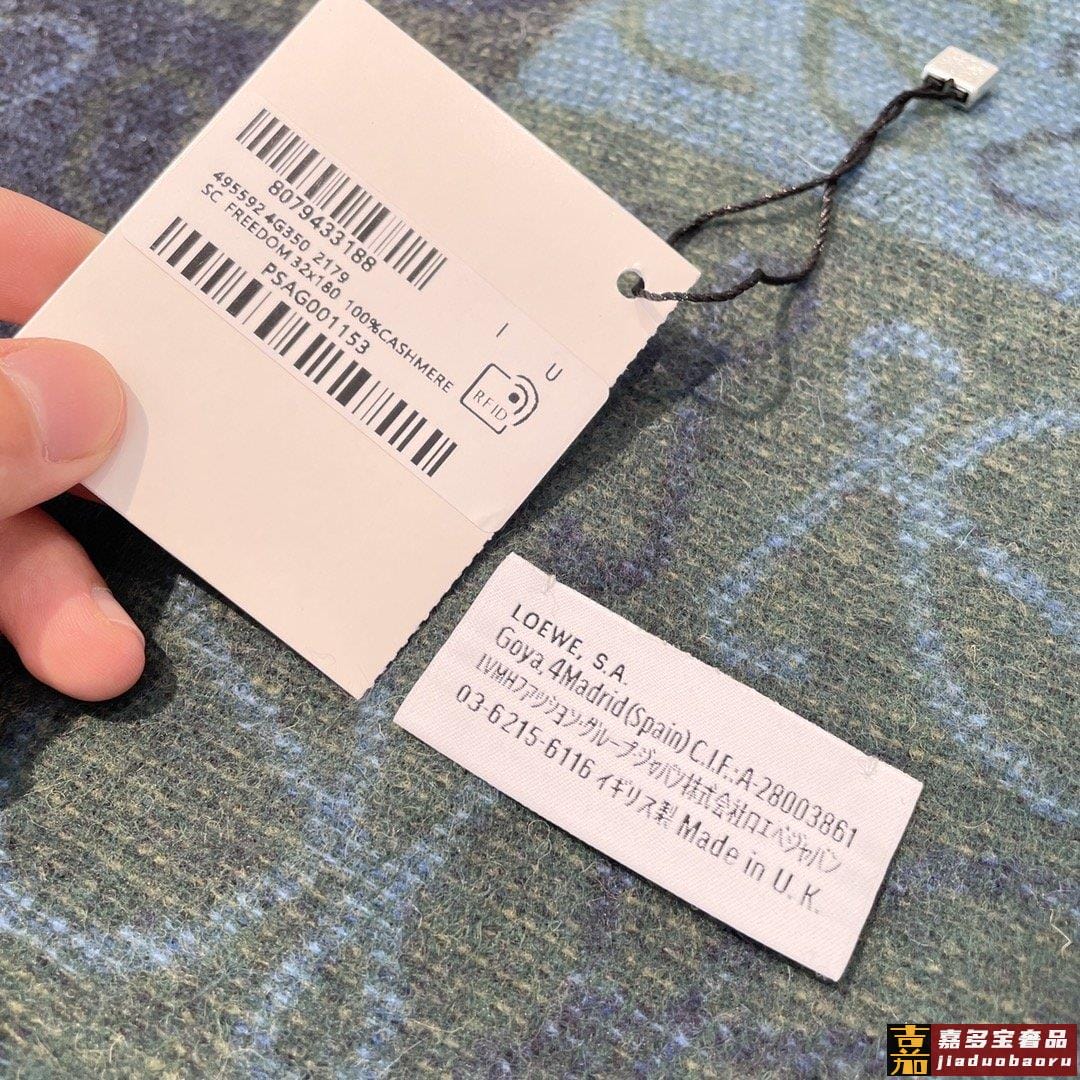 8079433188
495592 4G350 2179
SC FREEDOM 32x180 100%CASHMERE
PSAG001153
I U
RFID
LOEWE, S.A.
Goya, 4Madrid(Spain) C.I.F.:A-28003861
LVMHファッション・グループ・ジャパン株式会社ロエベジャパン
03-6215-6116 イギリス製 Made in U. K.
吉茄
嘉多宝奢品
jiaduobaoru